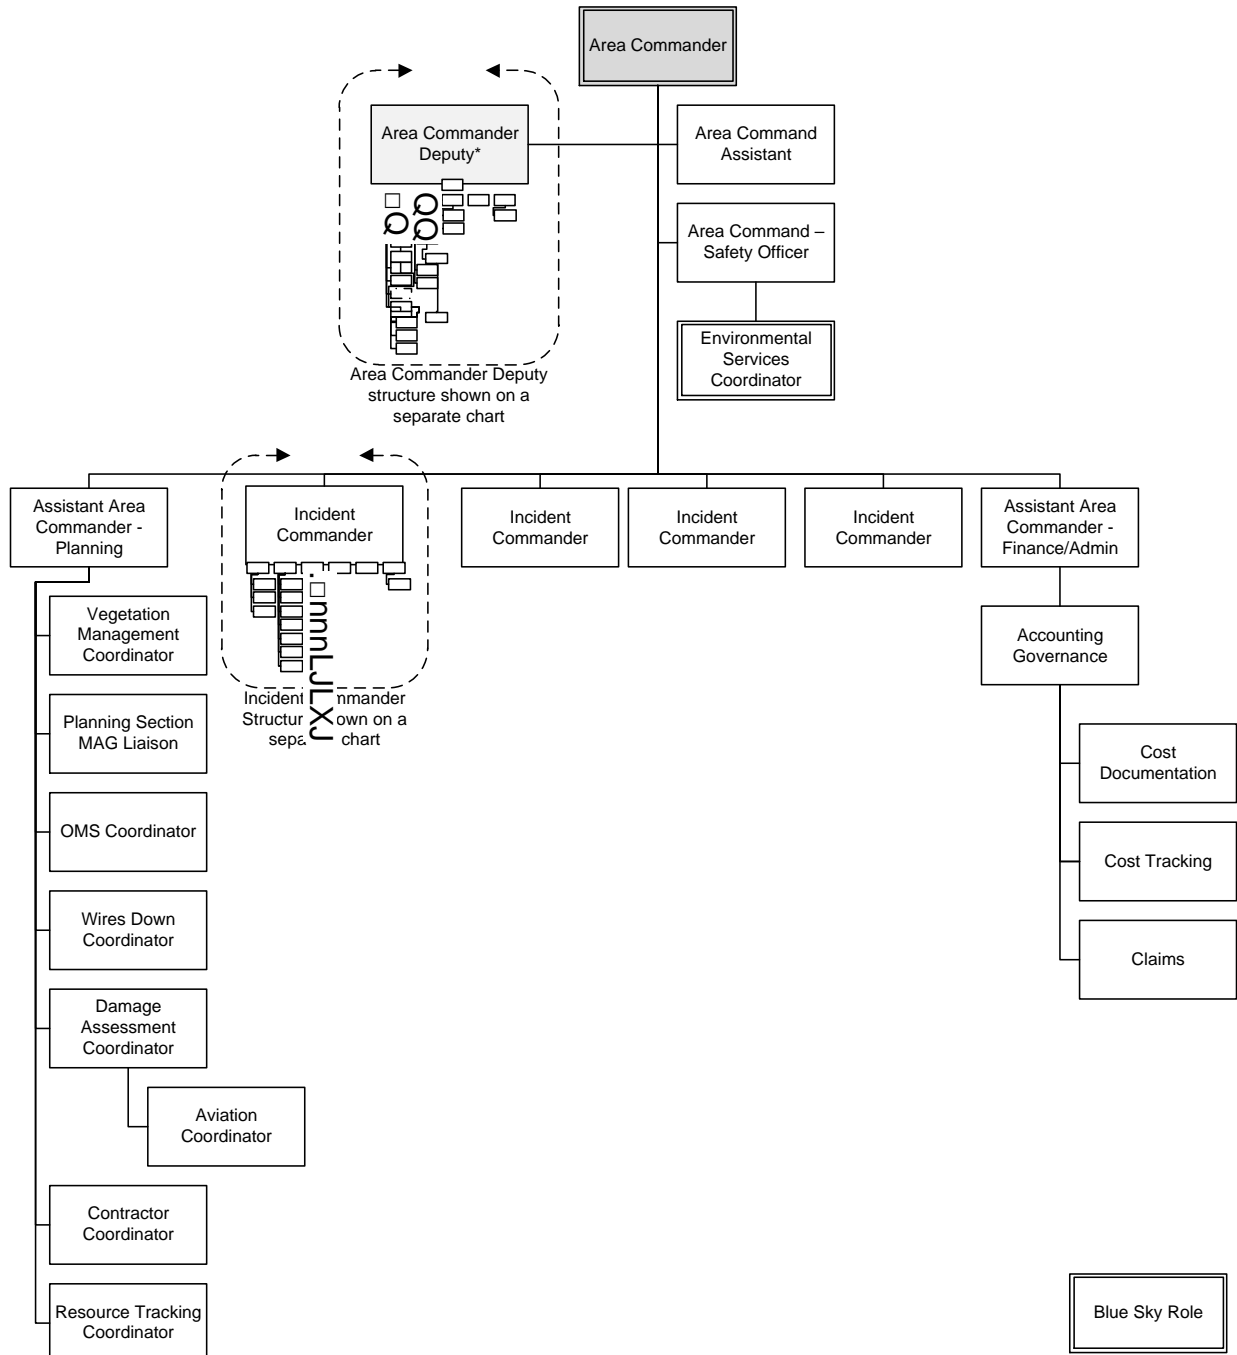 Area Commander
Area Commander
Deputy*
Area Command
Assistant
Area Command –
Safety Officer
Environmental
Services
Coordinator
Area Commander Deputy
structure shown on a
separate chart
Assistant Area
Commander -
Planning
Incident
Commander
Incident
Commander
Incident
Commander
Incident
Commander
Assistant Area
Commander -
Finance/Admin
Vegetation
Management
Coordinator
Accounting
Governance
Incident
Structur
chart
Planning Section
MAG Liaison
Cost
Documentation
OMS Coordinator
Cost Tracking
Wires Down
Coordinator
Claims
Damage
Assessment
Coordinator
Aviation
Coordinator
Contractor
Coordinator
Resource Tracking
Coordinator
Blue Sky Role